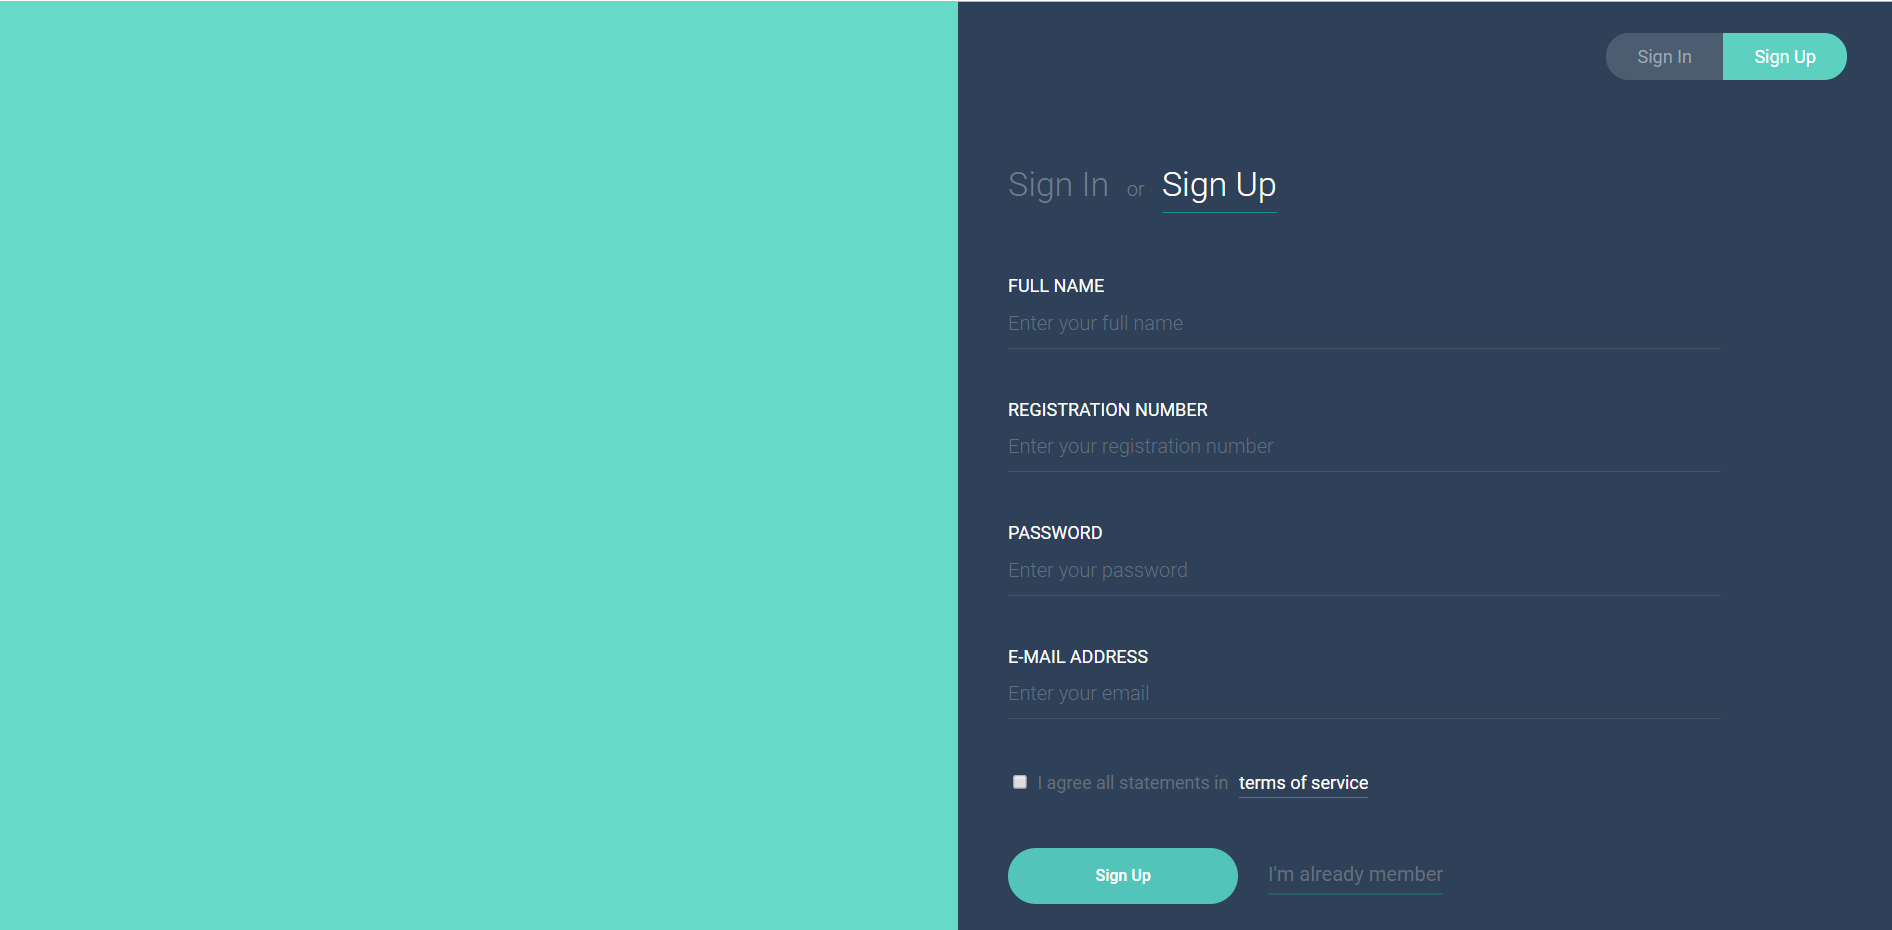 Sign In Sign Up
Sign In or Sign Up
FULL NAME
Enter your full name
REGISTRATION NUMBER
Enter your registration number
PASSWORD
Enter your password
E-MAIL ADDRESS
Enter your email
I agree all statements in terms of service
Sign Up I'm already member